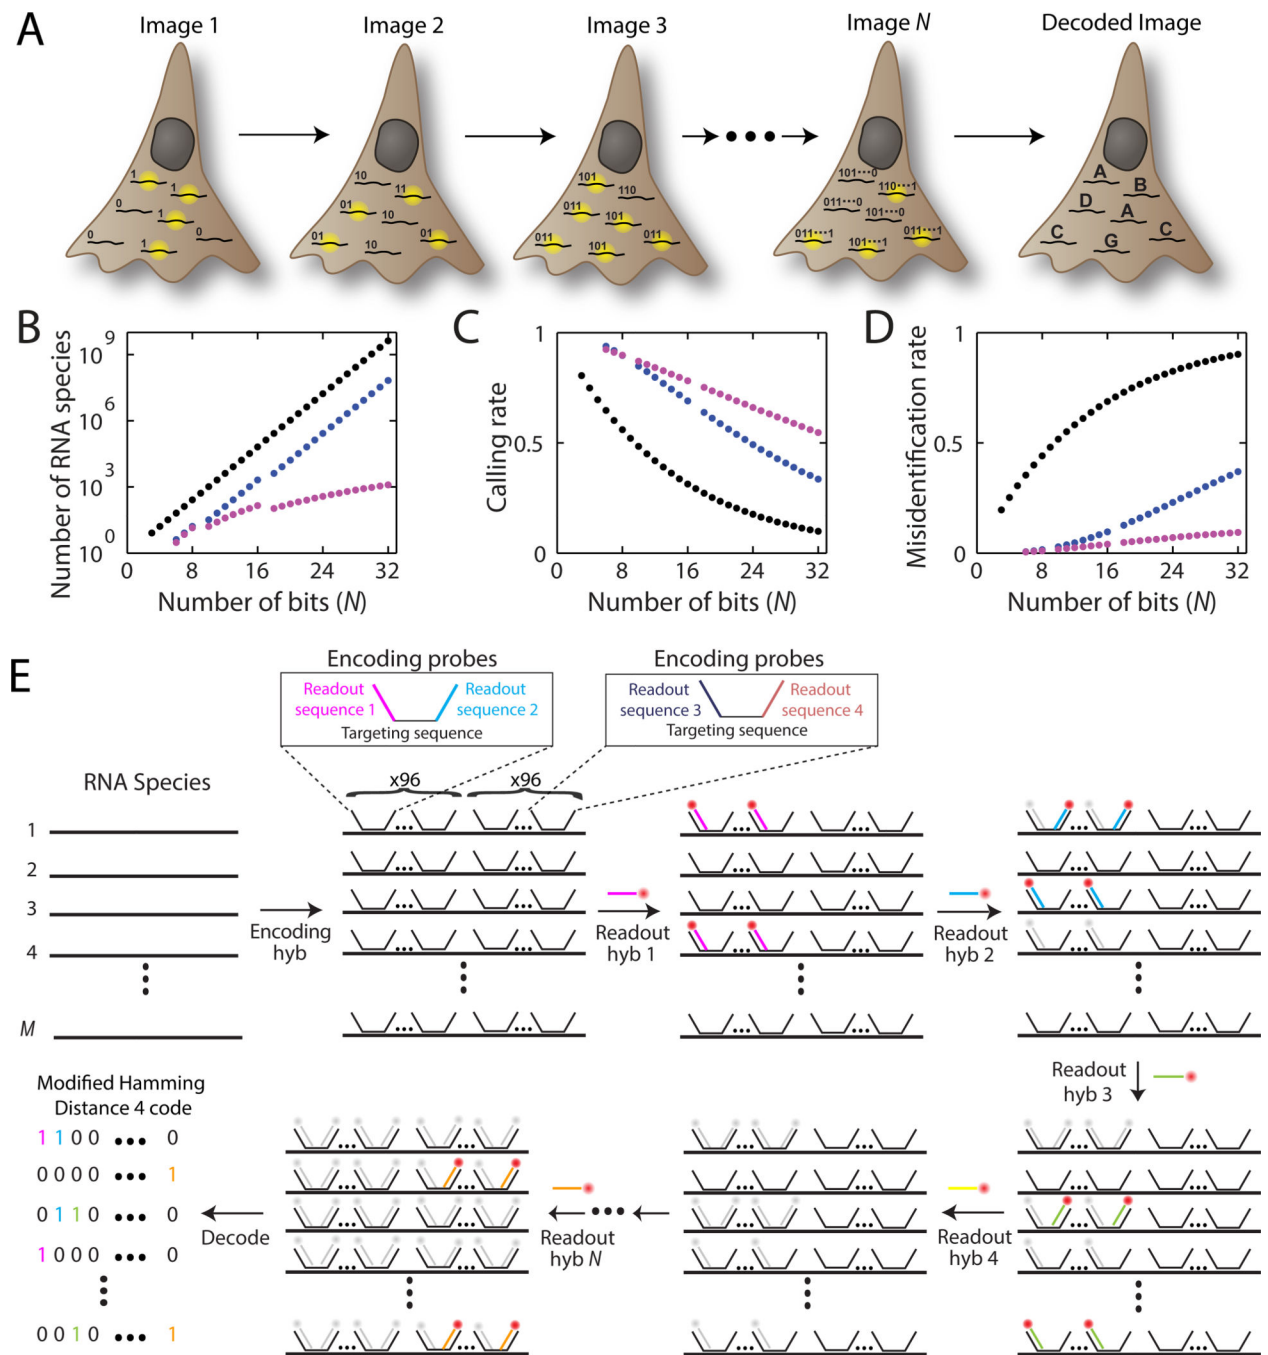 A
Image 1
Image 2
Image 3
Image N
Decoded Image
1
1
0
1
0
1
0
10
11
01
10
01
10
01
101
110
011
101
011
101
011
101···0
110···1
011···0
101···0
011···1
101···1
011···1
A
B
D
A
C
G
C
B
Number of RNA species
10^9
10^6
10^3
10^0
0
8
16
24
32
Number of bits (N)
C
Calling rate
1
0.5
0
0
8
16
24
32
Number of bits (N)
D
Misidentification rate
1
0.5
0
0
8
16
24
32
Number of bits (N)
E
Encoding probes
Readout sequence 1
Readout sequence 2
Targeting sequence
Encoding probes
Readout sequence 3
Readout sequence 4
Targeting sequence
RNA Species
x96
x96
1
2
3
4
M
Encoding
hyb
Readout
hyb 1
Readout
hyb 2
Readout
hyb 3
Readout
hyb 4
Readout
hyb N
Decode
Modified Hamming
Distance 4 code
1 1 0 0 ••• 0
0 0 0 0 ••• 1
0 1 1 0 ••• 0
1 0 0 0 ••• 0
0 0 1 0 ••• 1